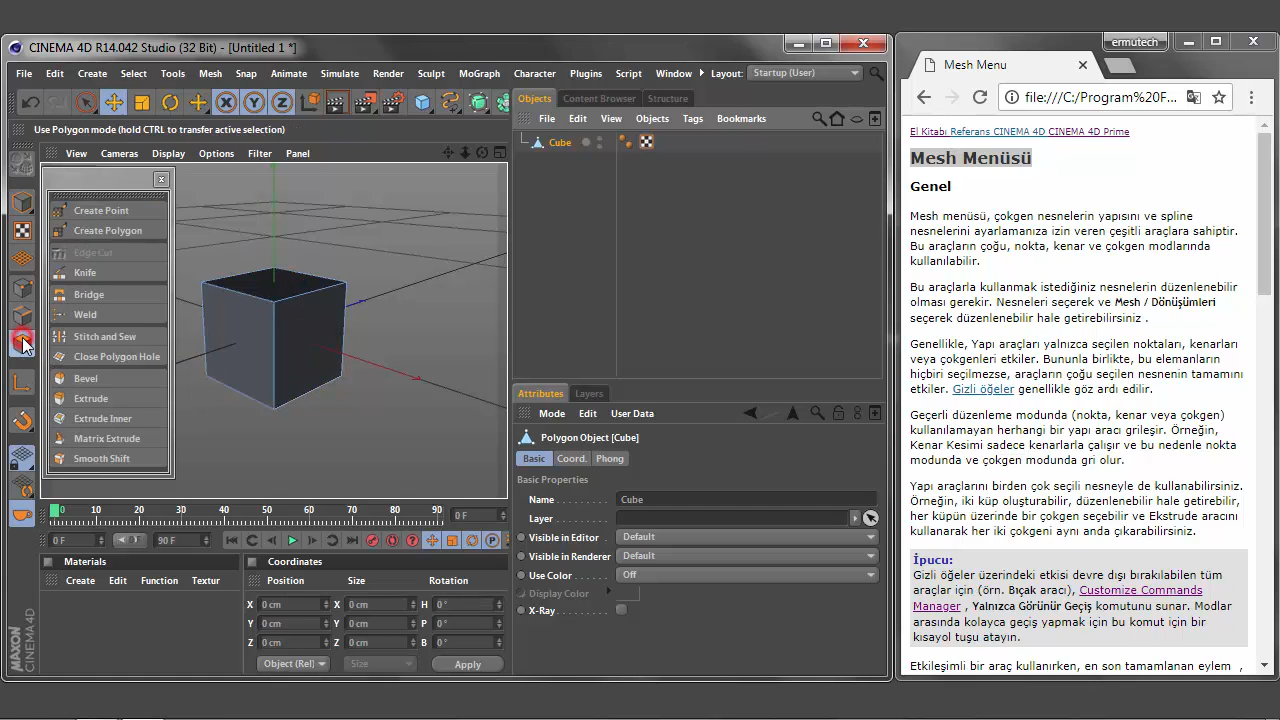 CINEMA 4D R14.042 Studio (32 Bit) - [Untitled 1 *]
File Edit Create Select Tools Mesh Snap Animate Simulate Render Sculpt MoGraph Character Plugins Script Window Layout: Startup (User)
X Y Z
Use Polygon mode (hold CTRL to transfer active selection)
View Cameras Display Options Filter Panel
Create Point
Create Polygon
Edge Cut
Knife
Bridge
Weld
Stitch and Sew
Close Polygon Hole
Bevel
Extrude
Extrude Inner
Matrix Extrude
Smooth Shift
0 10 20 30 40 50 60 70 80 90
0 F
0 F 90 F
P
Materials
Create Edit Function Textur
Coordinates
Position Size Rotation
X 0 cm X 0 cm H 0 °
Y 0 cm Y 0 cm P 0 °
Z 0 cm Z 0 cm B 0 °
Object (Rel) Size Apply
MAXON
CINEMA 4D
Objects Content Browser Structure
File Edit View Objects Tags Bookmarks
Cube
Attributes Layers
Mode Edit User Data
Polygon Object [Cube]
Basic Coord. Phong
Basic Properties
Name Cube
Layer
Visible in Editor Default
Visible in Renderer Default
Use Color Off
Display Color
X-Ray
ermutech
Mesh Menu
file:///C:/Program%20F...
El Kitabı Referans CINEMA 4D CINEMA 4D Prime
Mesh Menüsü
Genel
Mesh menüsü, çokgen nesnelerin yapısını ve spline
nesnelerini ayarlamanıza izin veren çeşitli araçlara sahiptir.
Bu araçların çoğu, nokta, kenar ve çokgen modlarında
kullanılabilir.
Bu araçlarla kullanmak istediğiniz nesnelerin düzenlenebilir
olması gerekir. Nesneleri seçerek ve Mesh / Dönüşümleri
seçerek düzenlenebilir hale getirebilirsiniz .
Genellikle, Yapı araçları yalnızca seçilen noktaları, kenarları
veya çokgenleri etkiler. Bununla birlikte, bu elemanların
hiçbiri seçilmezse, araçların çoğu seçilen nesnenin tamamını
etkiler. Gizli öğeler genellikle göz ardı edilir.
Geçerli düzenleme modunda (nokta, kenar veya çokgen)
kullanılamayan herhangi bir yapı aracı grileşir. Örneğin,
Kenar Kesimi sadece kenarlarla çalışır ve bu nedenle nokta
modunda ve çokgen modunda gri olur.
Yapı araçlarını birden çok seçili nesneyle de kullanabilirsiniz.
Örneğin, iki küp oluşturabilir, düzenlenebilir hale getirebilir,
her küpün üzerinde bir çokgen seçebilir ve Ekstrude aracını
kullanarak her iki çokgeni aynı anda çıkarabilirsiniz.
İpucu:
Gizli öğeler üzerindeki etkisi devre dışı bırakılabilen tüm
araçlar için (örn. Bıçak aracı), Customize Commands
Manager , Yalnızca Görünür Geçiş komutunu sunar. Modlar
arasında kolayca geçiş yapmak için bu komut için bir
kısayol tuşu atayın.
Etkileşimli bir araç kullanırken, en son tamamlanan eylem ,